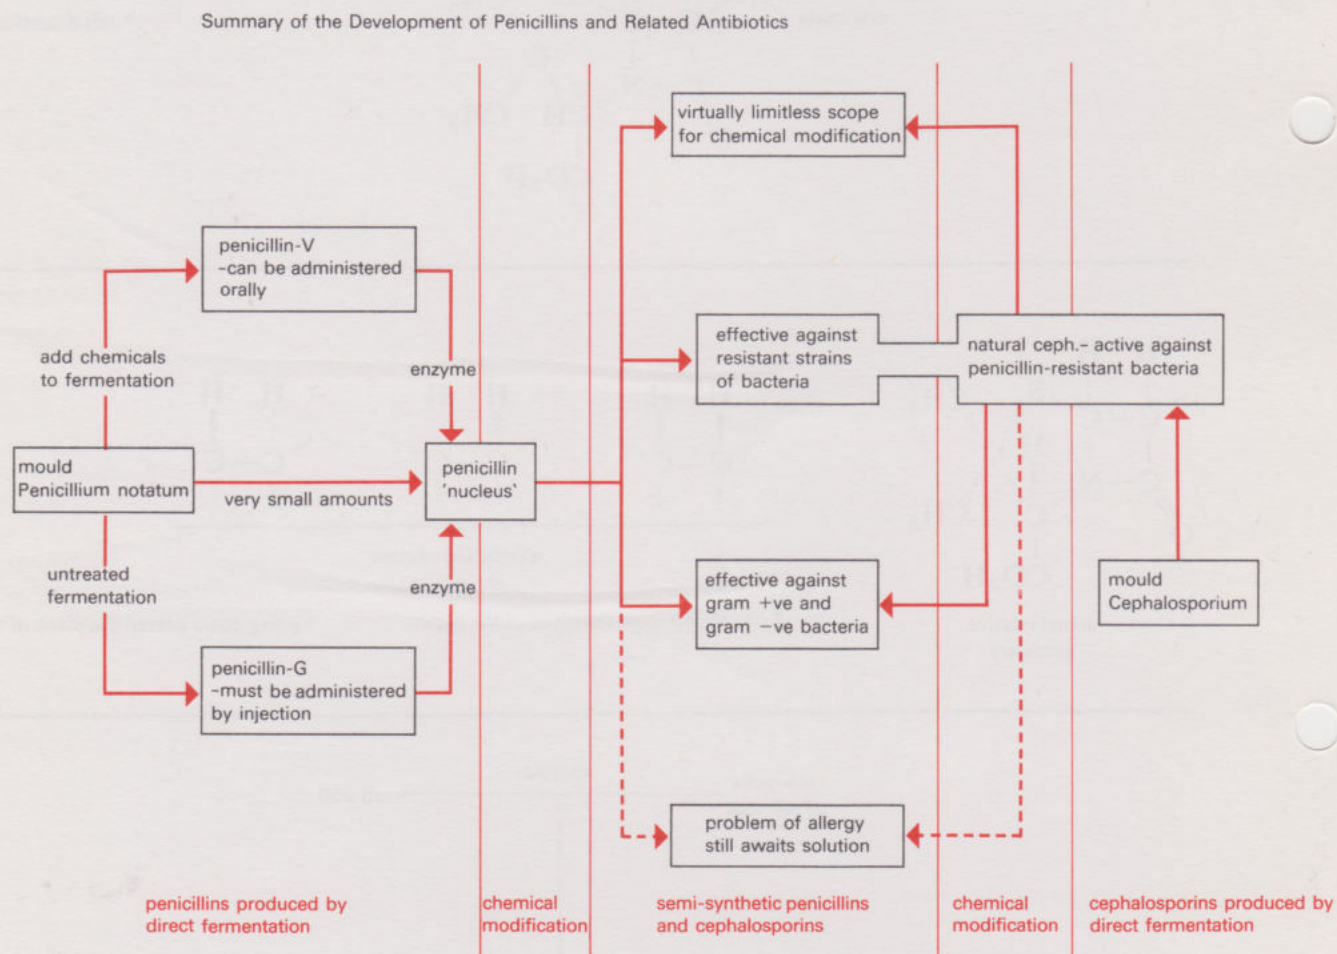 Summary of the Development of Penicillins and Related Antibiotics
virtually limitless scope
for chemical modification
penicillin-V
-can be administered
orally
add chemicals
to fermentation
enzyme
effective against
resistant strains
of bacteria
natural ceph.- active against
penicillin-resistant bacteria
mould
Penicillium notatum
very small amounts
penicillin
'nucleus'
untreated
fermentation
enzyme
effective against
gram +ve and
gram -ve bacteria
mould
Cephalosporium
penicillin-G
-must be administered
by injection
problem of allergy
still awaits solution
penicillins produced by
direct fermentation
chemical
modification
semi-synthetic penicillins
and cephalosporins
chemical
modification
cephalosporins produced by
direct fermentation